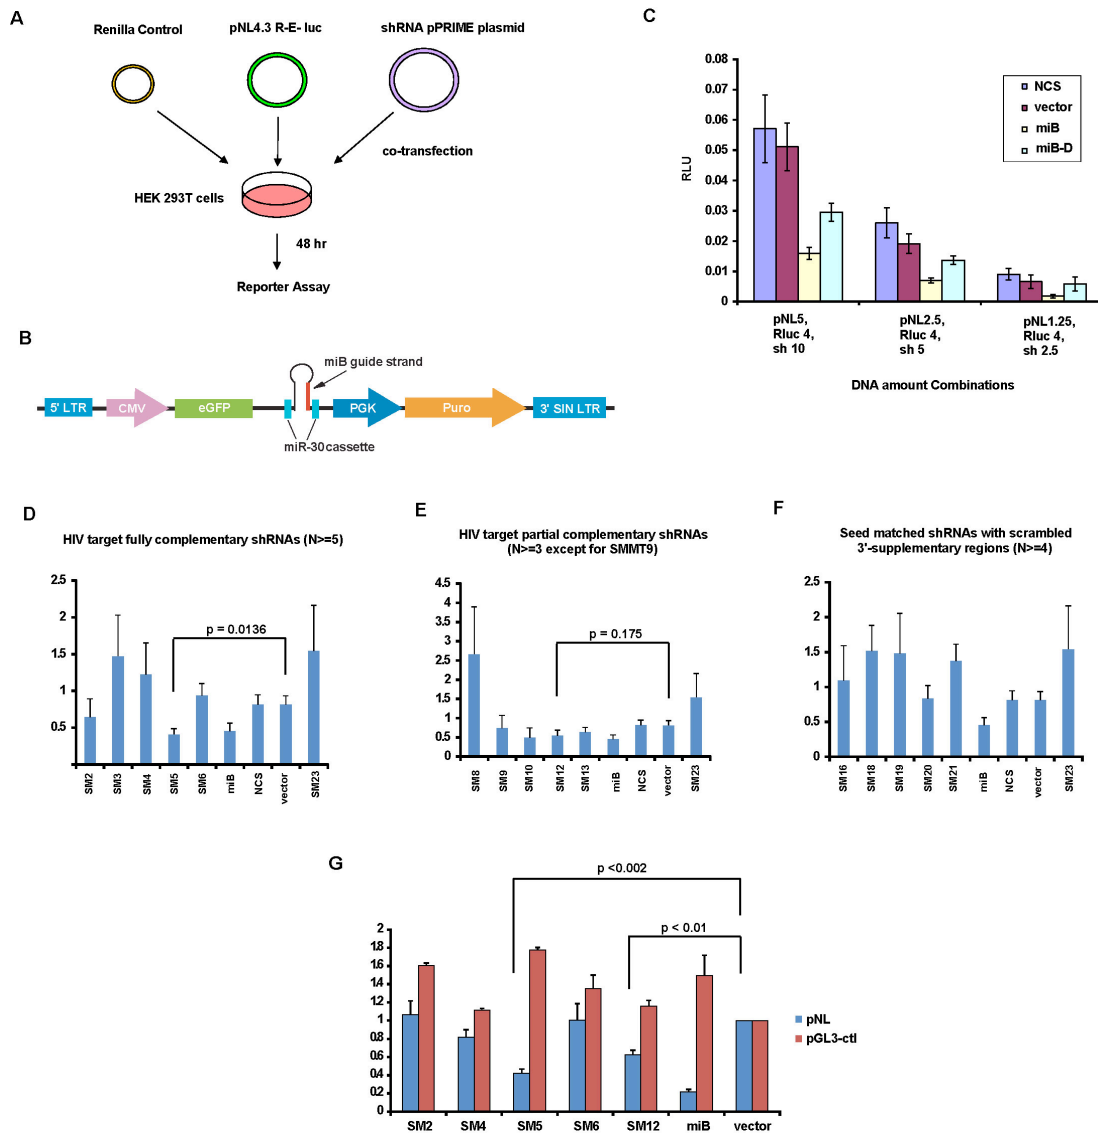 A
Renilla Control
pNL4.3 R-E- luc
shRNA pPRIME plasmid
co-transfection
HEK 293T cells
48 hr
Reporter Assay
B
miB guide strand
5' LTR
CMV
eGFP
PGK
Puro
3' SIN LTR
miR-30cassette
C
0.08
0.07
0.06
0.05
0.04
0.03
0.02
0.01
0
RLU
NCS
vector
miB
miB-D
pNL5,
Rluc 4,
sh 10
pNL2.5,
Rluc 4,
sh 5
pNL1.25,
Rluc 4,
sh 2.5
DNA amount Combinations
D
HIV target fully complementary shRNAs (N>=5)
2.5
2
1.5
1
0.5
p = 0.0136
SM2
SM3
SM4
SM5
SM6
miB
NCS
vector
SM23
E
HIV target partial complementary shRNAs
(N>=3 except for SMMT9)
4.5
4
3.5
3
2.5
2
1.5
1
0.5
0
p = 0.175
SM8
SM9
SM10
SM12
SM13
miB
NCS
vector
SM23
F
Seed matched shRNAs with scrambled
3'-supplementary regions (N>=4)
2.5
2
1.5
1
0.5
0
SM16
SM18
SM19
SM20
SM21
miB
NCS
vector
SM23
G
p <0.002
p < 0.01
2
1.8
1.6
1.4
1.2
1
0.8
0.6
0.4
0.2
0
SM2
SM4
SM5
SM6
SM12
miB
vector
pNL
pGL3-ctl